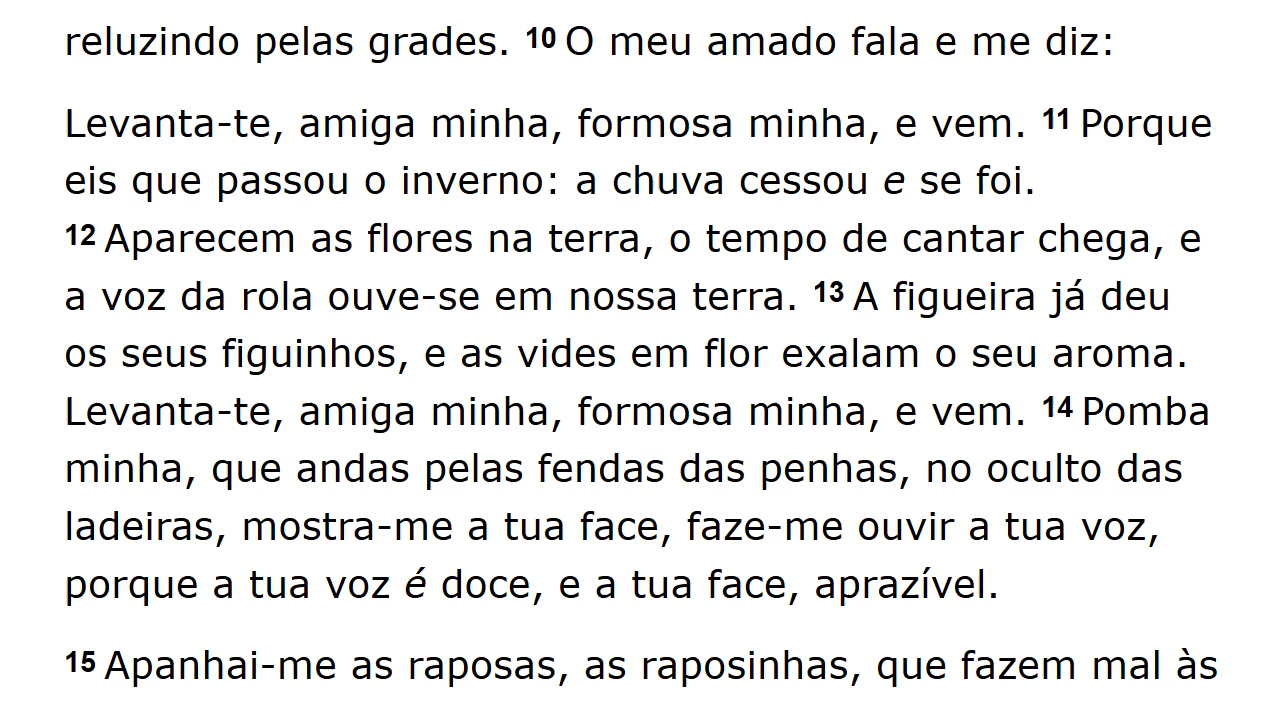 reluzindo pelas grades. 10 O meu amado fala e me diz:
Levanta-te, amiga minha, formosa minha, e vem. 11 Porque
eis que passou o inverno: a chuva cessou e se foi.
12 Aparecem as flores na terra, o tempo de cantar chega, e
a voz da rola ouve-se em nossa terra. 13 A figueira já deu
os seus figuinhos, e as vides em flor exalam o seu aroma.
Levanta-te, amiga minha, formosa minha, e vem. 14 Pomba
minha, que andas pelas fendas das penhas, no oculto das
ladeiras, mostra-me a tua face, faze-me ouvir a tua voz,
porque a tua voz é doce, e a tua face, aprazível.
15 Apanhai-me as raposas, as raposinhas, que fazem mal às